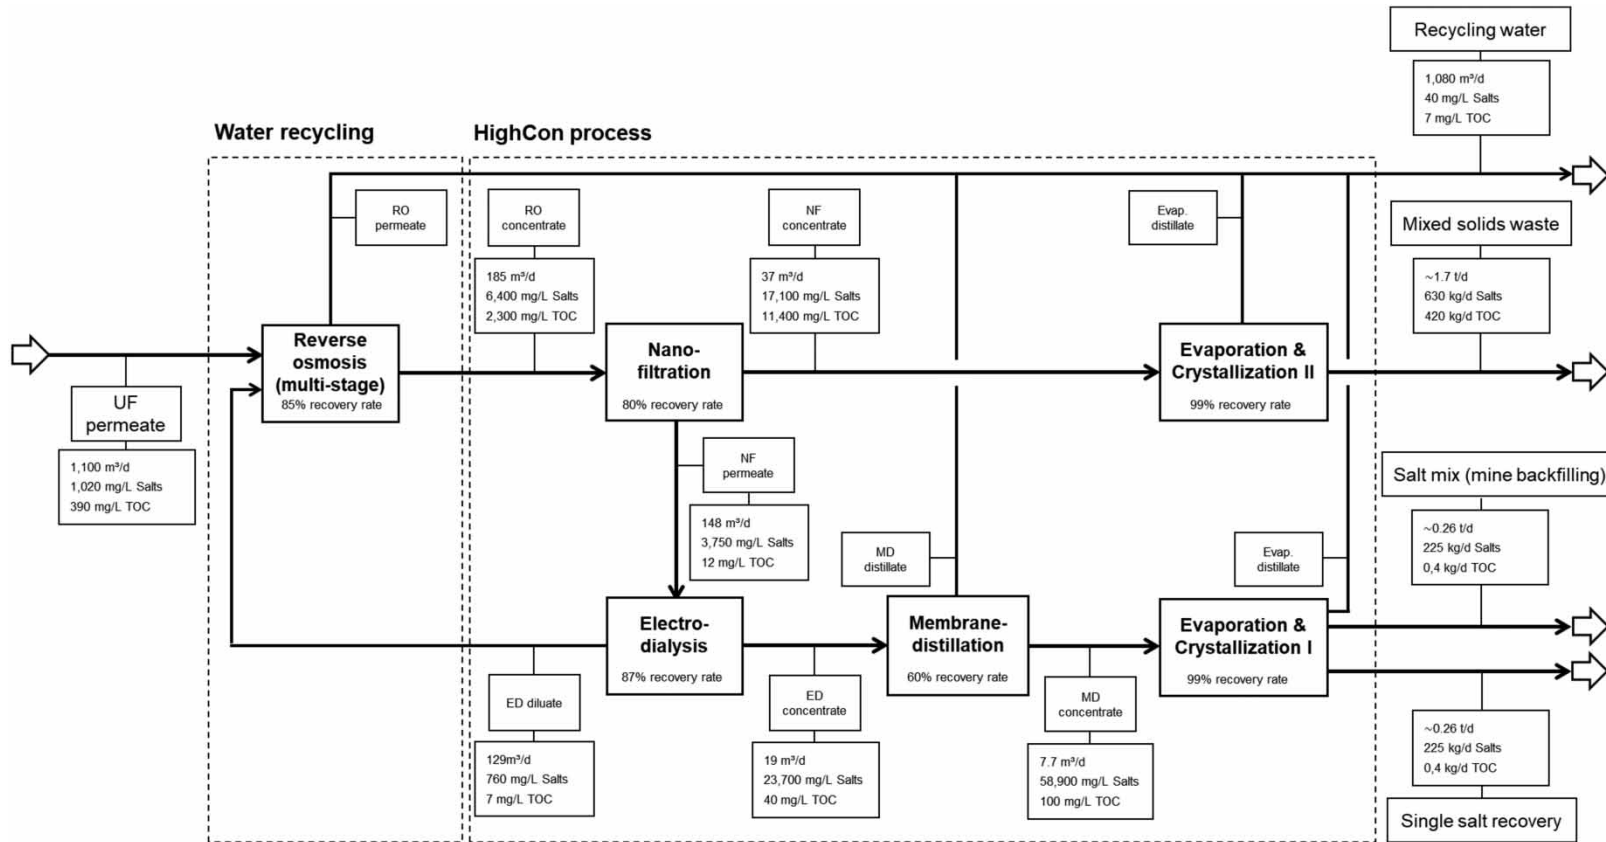 Recycling water
1,080 m³/d
40 mg/L Salts
7 mg/L TOC
Water recycling
HighCon process
RO
permeate
RO
concentrate
185 m³/d
6,400 mg/L Salts
2,300 mg/L TOC
NF
concentrate
37 m³/d
17,100 mg/L Salts
11,400 mg/L TOC
Evap.
distillate
Mixed solids waste
~1.7 t/d
630 kg/d Salts
420 kg/d TOC
Reverse
osmosis
(multi-stage)
85% recovery rate
Nano-
filtration
80% recovery rate
Evaporation &
Crystallization II
99% recovery rate
UF
permeate
1,100 m³/d
1,020 mg/L Salts
390 mg/L TOC
NF
permeate
148 m³/d
3,750 mg/L Salts
12 mg/L TOC
MD
distillate
Evap.
distillate
Salt mix (mine backfilling)
~0.26 t/d
225 kg/d Salts
0,4 kg/d TOC
Electro-
dialysis
87% recovery rate
Membrane-
distillation
60% recovery rate
Evaporation &
Crystallization I
99% recovery rate
ED diluate
129m³/d
760 mg/L Salts
7 mg/L TOC
ED
concentrate
19 m³/d
23,700 mg/L Salts
40 mg/L TOC
MD
concentrate
7.7 m³/d
58,900 mg/L Salts
100 mg/L TOC
~0.26 t/d
225 kg/d Salts
0,4 kg/d TOC
Single salt recovery